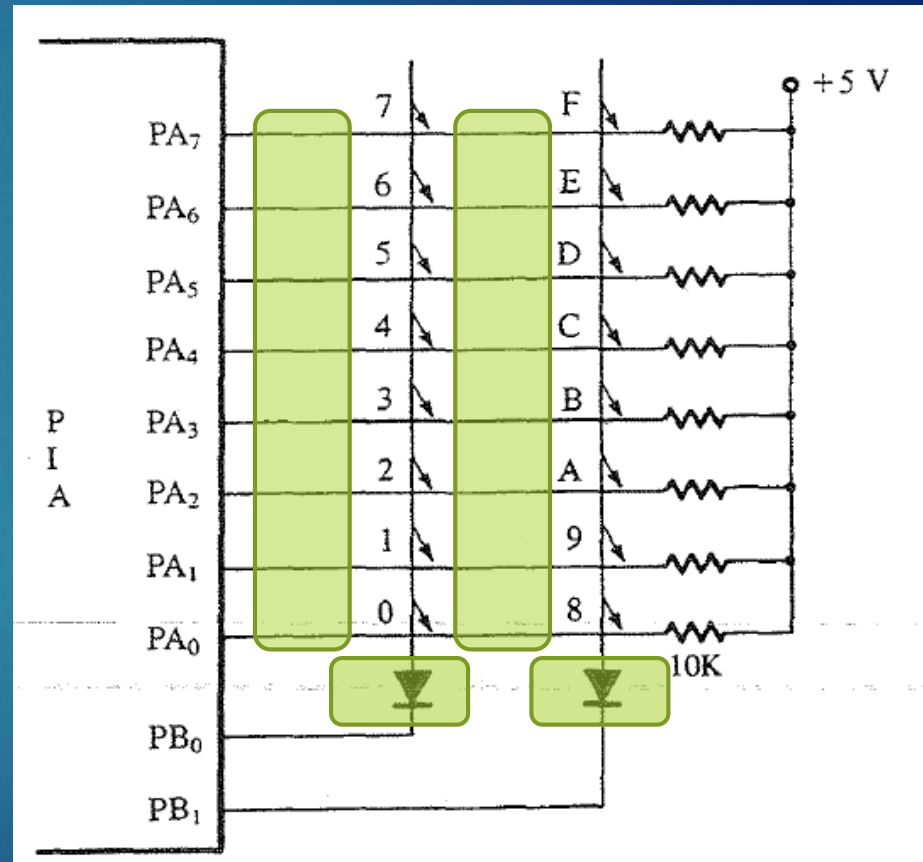 +5 V
PA₇ 7 F
PA₆ 6 E
PA₅ 5 D
PA₄ 4 C
P
I
A
PA₃ 3 B
PA₂ 2 A
PA₁ 1 9
PA₀ 0 8
10K
PB₀
PB₁